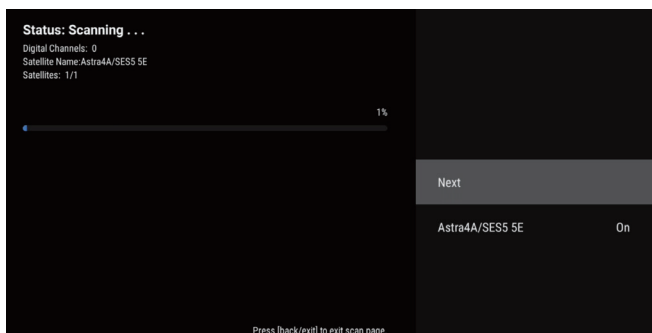 Status: Scanning . . .
Digital Channels: 0
Satellite Name:Astra4A/SES5 5E
Satellites: 1/1
1%
Next
Astra4A/SES5 5E On
Press [back/exit] to exit scan page